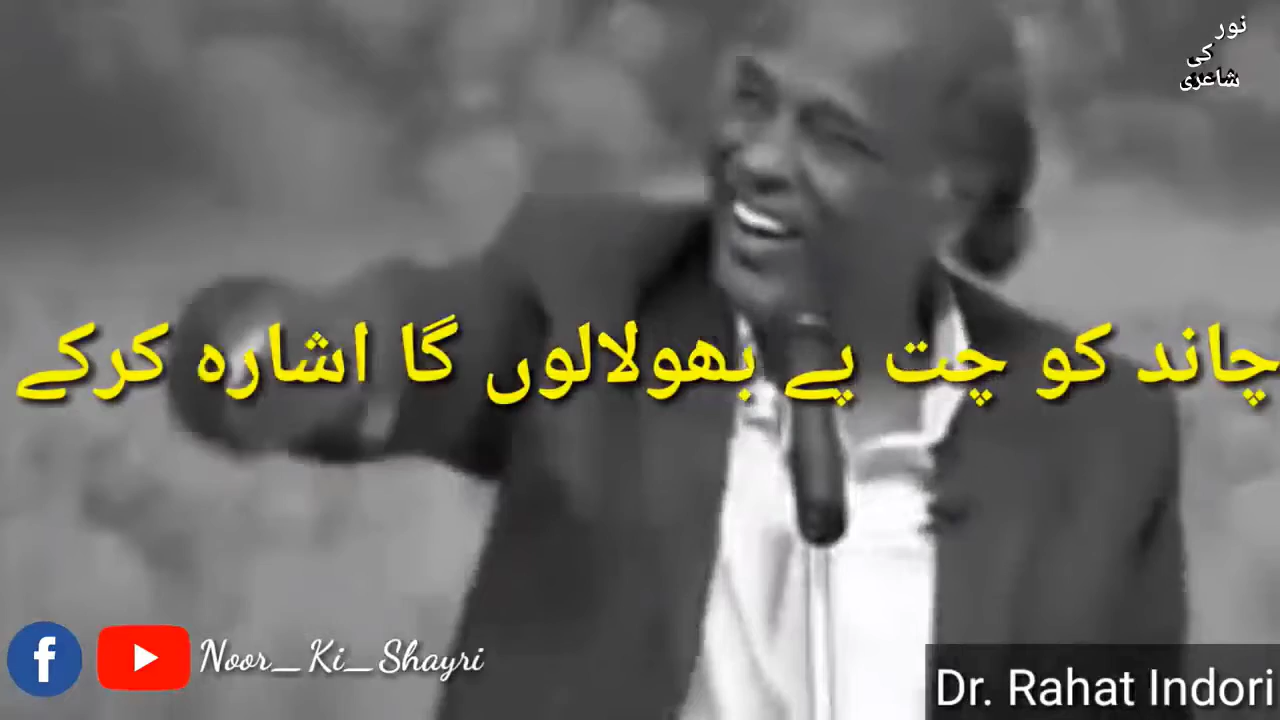 نور
کی
شاعری
چاند کو چت پے بھولالوں گا اشارہ کرکے
Noor_Ki_Shayri
Dr. Rahat Indori